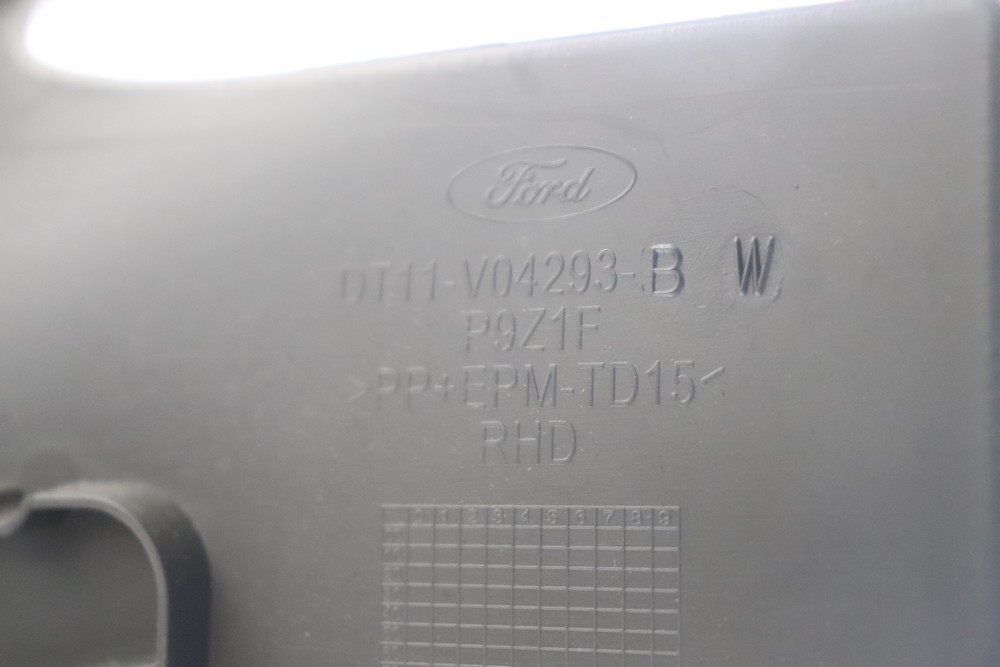 Ford
DT11-V04293-B W
P9Z1F
>PP+EPM-TD15<
RHD
0 1 2 3 4 5 6 7 8 9